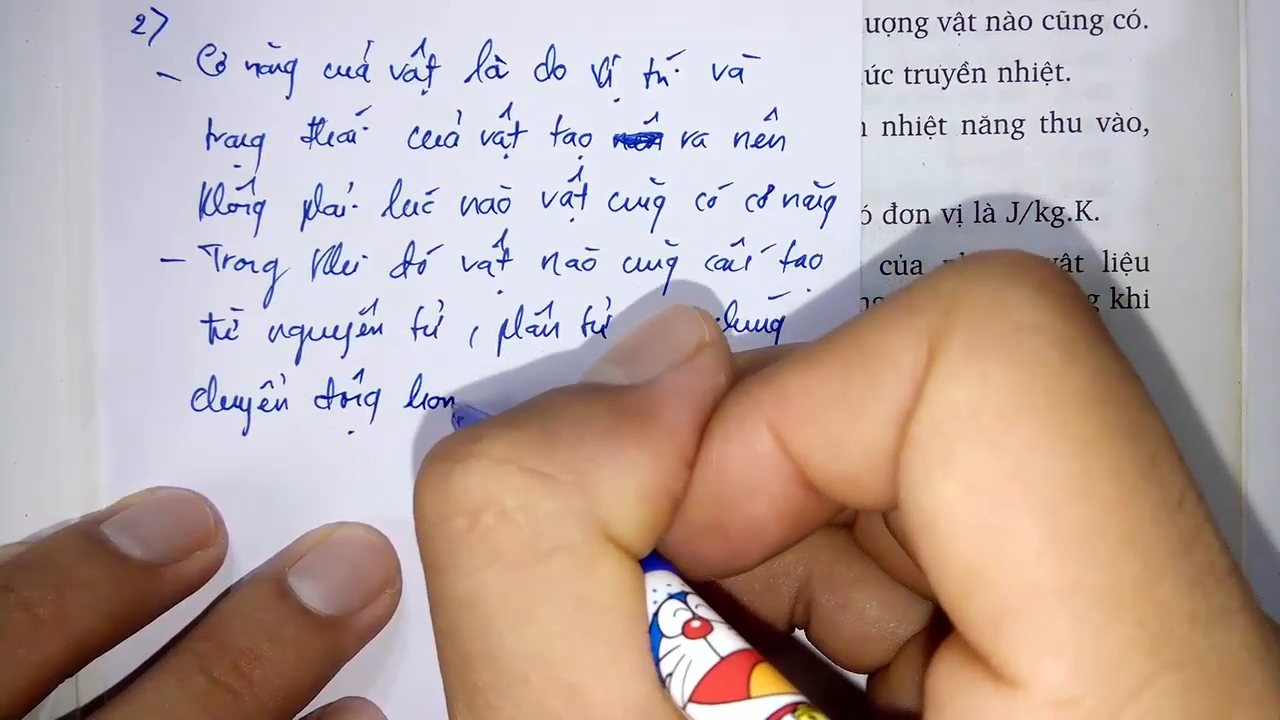 2)
- Cơ năng của vật là do vị trí và
trạng thái của vật tạo ra nên
không phải lúc nào vật cũng có cơ năng
- Trong khi đó vật nào cũng cấu tạo
từ nguyên tử, phân tử chúng
chuyển động hỗn
ượng vật nào cũng có.
ức truyền nhiệt.
nhiệt năng thu vào,
ó đơn vị là J/kg.K.
của vật liệu
khi